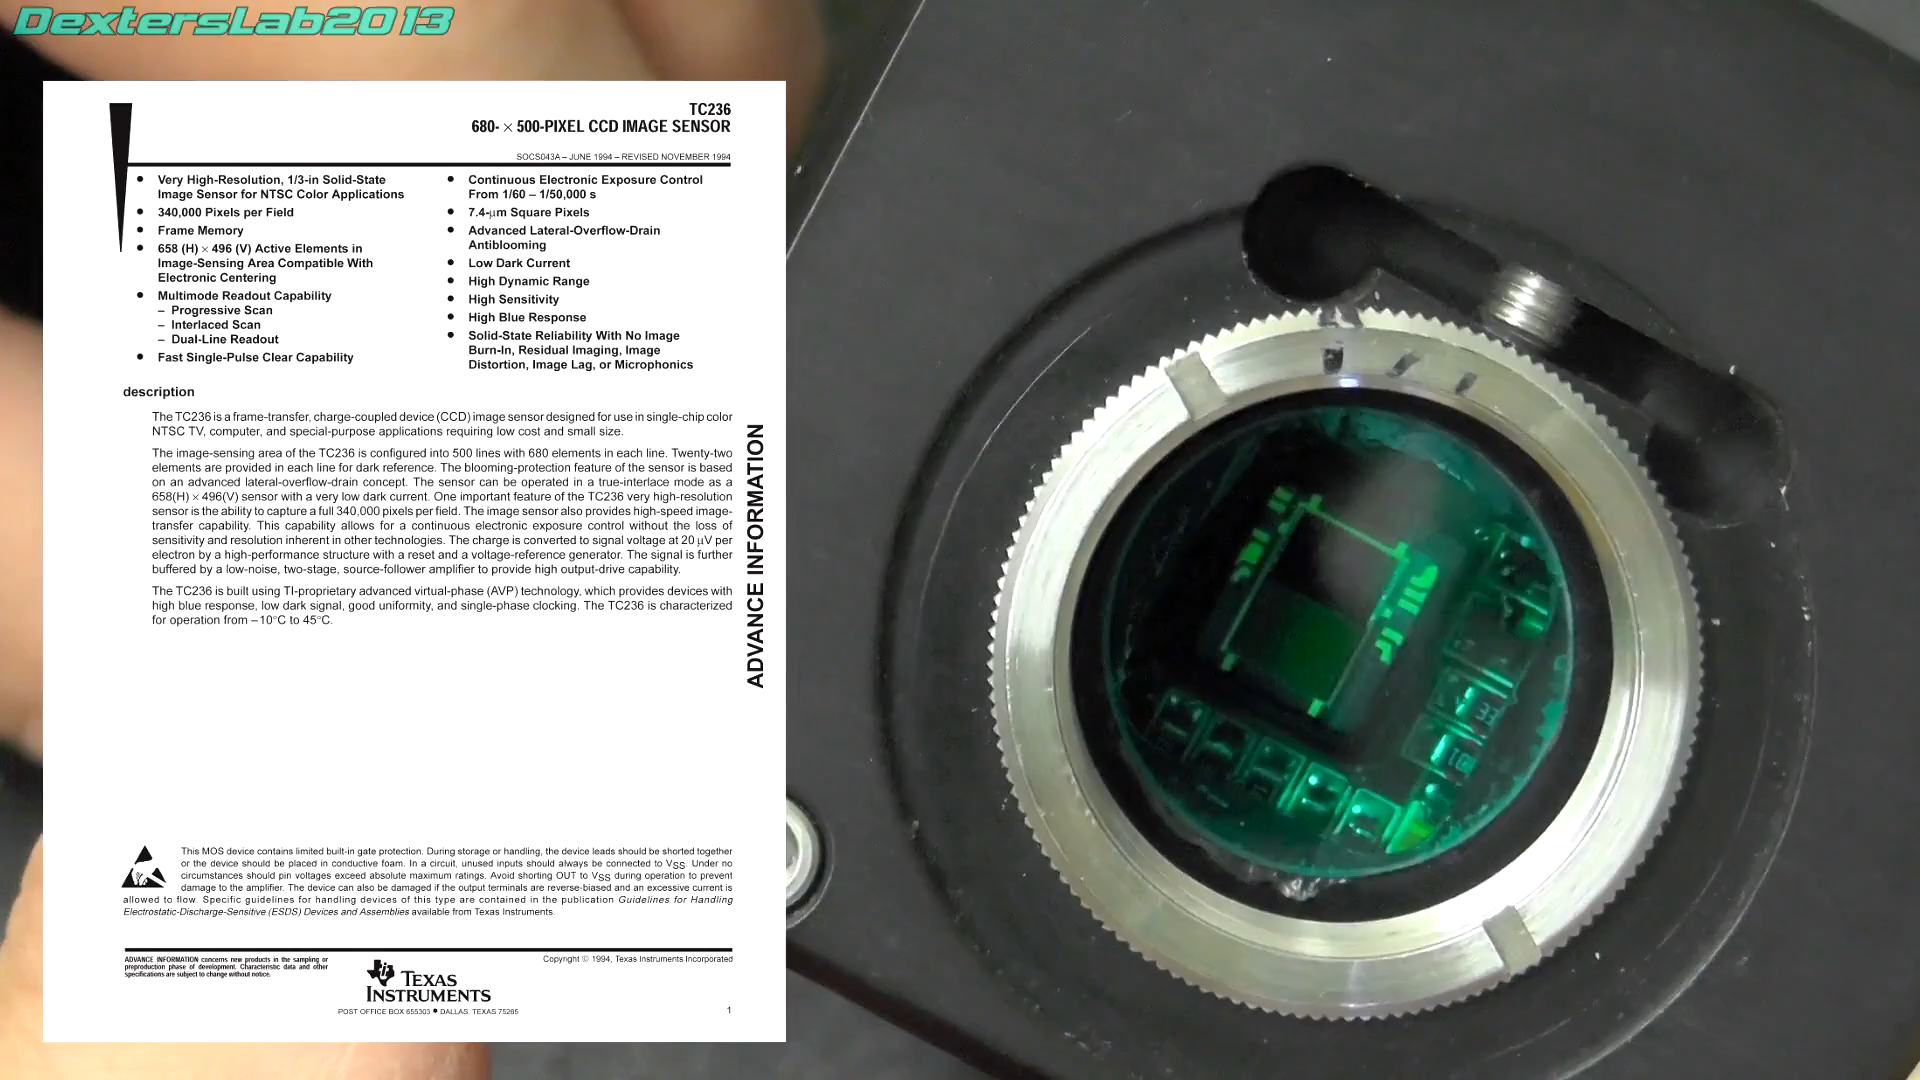 DextersLab2013
TC236
680- × 500-PIXEL CCD IMAGE SENSOR
SOCS043A – JUNE 1994 – REVISED NOVEMBER 1994
● Very High-Resolution, 1/3-in Solid-State
Image Sensor for NTSC Color Applications
● 340,000 Pixels per Field
● Frame Memory
● 658 (H) × 496 (V) Active Elements in
Image-Sensing Area Compatible With
Electronic Centering
● Multimode Readout Capability
– Progressive Scan
– Interlaced Scan
– Dual-Line Readout
● Fast Single-Pulse Clear Capability
● Continuous Electronic Exposure Control
From 1/60 – 1/50,000 s
● 7.4-μm Square Pixels
● Advanced Lateral-Overflow-Drain
Antiblooming
● Low Dark Current
● High Dynamic Range
● High Sensitivity
● High Blue Response
● Solid-State Reliability With No Image
Burn-In, Residual Imaging, Image
Distortion, Image Lag, or Microphonics
description
The TC236 is a frame-transfer, charge-coupled device (CCD) image sensor designed for use in single-chip color
NTSC TV, computer, and special-purpose applications requiring low cost and small size.
The image-sensing area of the TC236 is configured into 500 lines with 680 elements in each line. Twenty-two
elements are provided in each line for dark reference. The blooming-protection feature of the sensor is based
on an advanced lateral-overflow-drain concept. The sensor can be operated in a true-interlace mode as a
658(H) × 496(V) sensor with a very low dark current. One important feature of the TC236 very high-resolution
sensor is the ability to capture a full 340,000 pixels per field. The image sensor also provides high-speed image-
transfer capability. This capability allows for a continuous electronic exposure control without the loss of
sensitivity and resolution inherent in other technologies. The charge is converted to signal voltage at 20 μV per
electron by a high-performance structure with a reset and a voltage-reference generator. The signal is further
buffered by a low-noise, two-stage, source-follower amplifier to provide high output-drive capability.
The TC236 is built using TI-proprietary advanced virtual-phase (AVP) technology, which provides devices with
high blue response, low dark signal, good uniformity, and single-phase clocking. The TC236 is characterized
for operation from –10°C to 45°C.
ADVANCE INFORMATION
This MOS device contains limited built-in gate protection. During storage or handling, the device leads should be shorted together
or the device should be placed in conductive foam. In a circuit, unused inputs should always be connected to VSS. Under no
circumstances should pin voltages exceed absolute maximum ratings. Avoid shorting OUT to VSS during operation to prevent
damage to the amplifier. The device can also be damaged if the output terminals are reverse-biased and an excessive current is
allowed to flow. Specific guidelines for handling devices of this type are contained in the publication Guidelines for Handling
Electrostatic-Discharge-Sensitive (ESDS) Devices and Assemblies available from Texas Instruments.
ADVANCE INFORMATION concerns new products in the sampling or
preproduction phase of development. Characteristic data and other
specifications are subject to change without notice.
TEXAS
INSTRUMENTS
POST OFFICE BOX 655303 ● DALLAS, TEXAS 75265
Copyright © 1994, Texas Instruments Incorporated
1